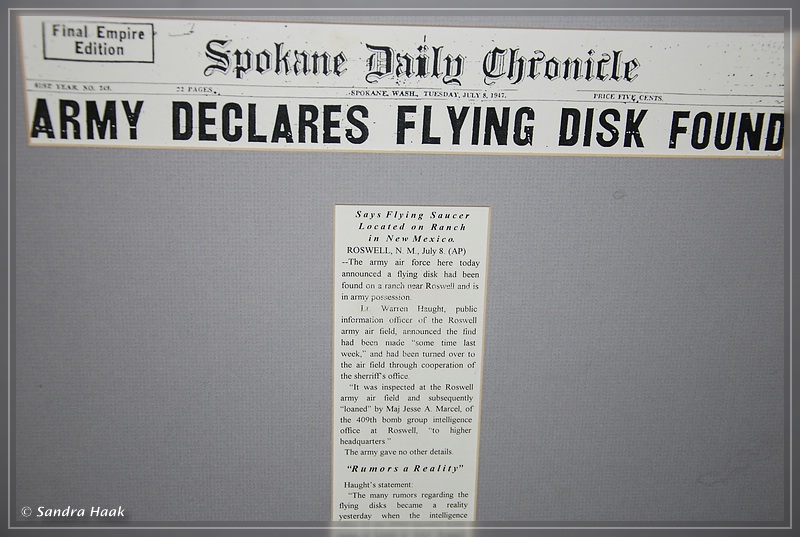 Final Empire
Edition
Spokane Daily Chronicle
61ST YEAR. NO. 249.
22 PAGES
SPOKANE, WASH., TUESDAY, JULY 8, 1947.
PRICE FIVE CENTS.
ARMY DECLARES FLYING DISK FOUND
Says Flying Saucer
Located on Ranch
in New Mexico.
ROSWELL, N. M., July 8. (AP)
--The army air force here today
announced a flying disk had been
found on a ranch near Roswell and is
in army possession.
Lt. Warren Haught, public
information officer of the Roswell
army air field, announced the find
had been made "some time last
week," and had been turned over to
the air field through cooperation of
the sherriff's office.
"It was inspected at the Roswell
army air field and subsequently
"loaned" by Maj Jesse A. Marcel, of
the 409th bomb group intelligence
office at Roswell, "to higher
headquarters."
The army gave no other details.
"Rumors a Reality"
Haught's statement:
"The many rumors regarding the
flying disks became a reality
yesterday when the intelligence
© Sandra Haak